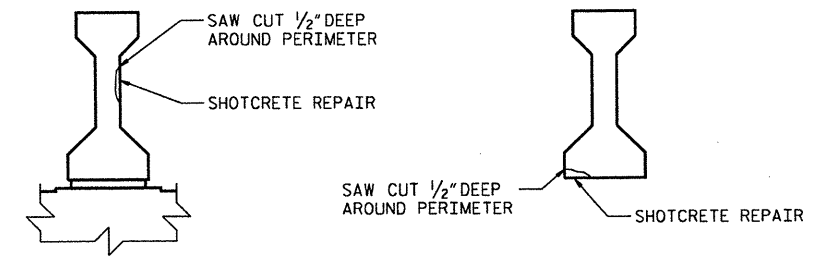 SAW CUT 1/2" DEEP
AROUND PERIMETER
SHOTCRETE REPAIR
SAW CUT 1/2" DEEP
AROUND PERIMETER
SHOTCRETE REPAIR